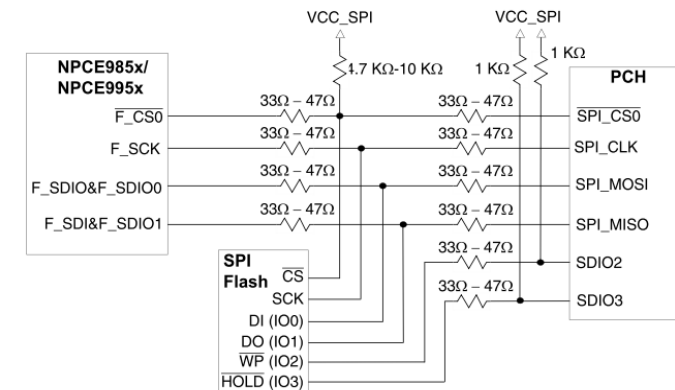 VCC_SPI
VCC_SPI
4.7 KΩ-10 KΩ
1 KΩ
1 KΩ
NPCE985x/
NPCE995x
PCH
33Ω – 47Ω
33Ω – 47Ω
F_CS0
SPI_CS0
33Ω – 47Ω
33Ω – 47Ω
F_SCK
SPI_CLK
33Ω – 47Ω
33Ω – 47Ω
F_SDIO&F_SDIO0
SPI_MOSI
33Ω – 47Ω
33Ω – 47Ω
F_SDI&F_SDIO1
SPI_MISO
33Ω – 47Ω
SDIO2
33Ω – 47Ω
SDIO3
SPI
Flash
CS
SCK
DI (IO0)
DO (IO1)
WP (IO2)
HOLD (IO3)